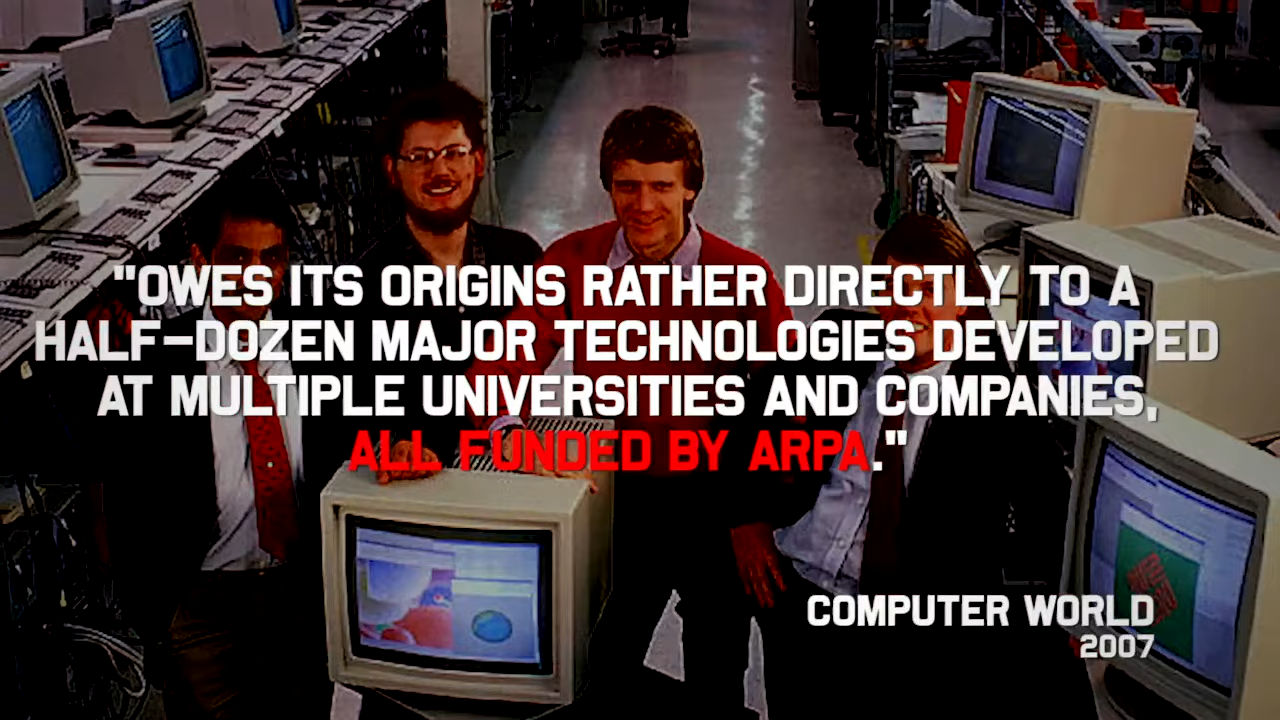 "OWES ITS ORIGINS RATHER DIRECTLY TO A
HALF-DOZEN MAJOR TECHNOLOGIES DEVELOPED
AT MULTIPLE UNIVERSITIES AND COMPANIES,
ALL FUNDED BY ARPA."
COMPUTER WORLD
2007